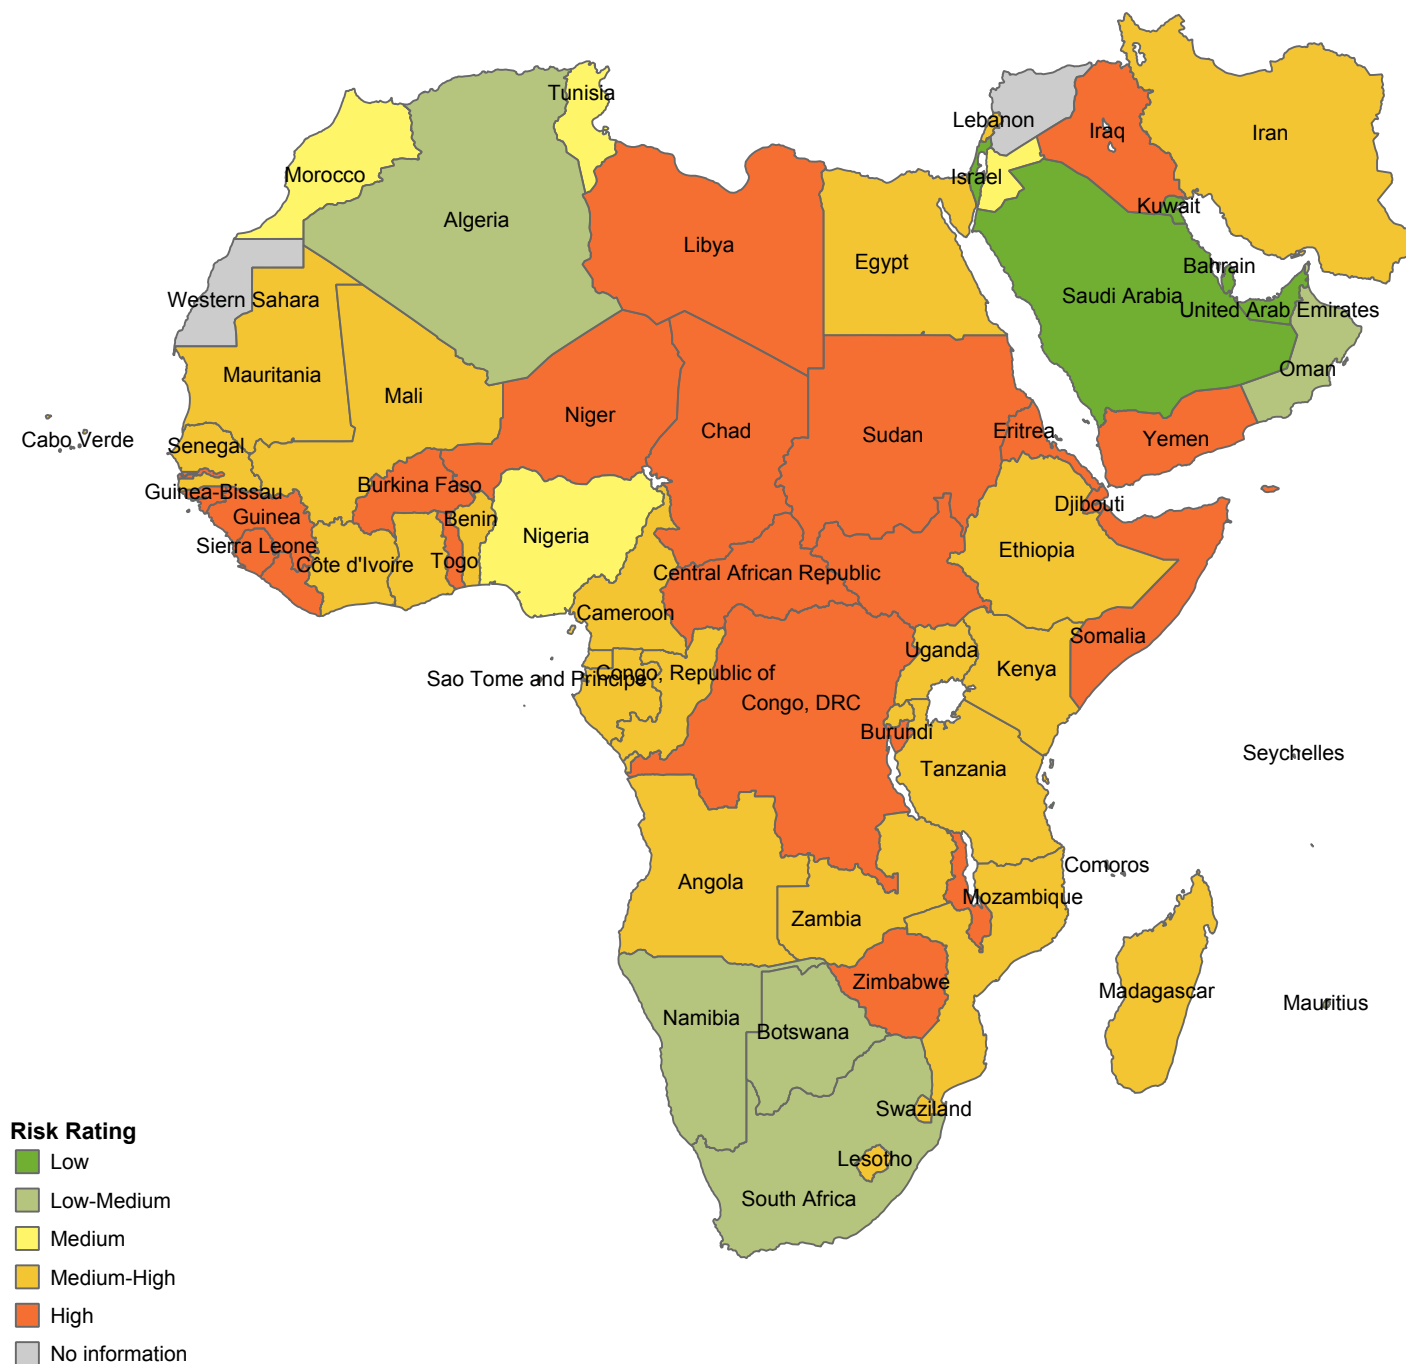 Tunisia
Lebanon
Iraq
Iran
Morocco
Israel
Algeria
Kuwait
Libya
Egypt
Bahrain
Saudi Arabia
Western Sahara
United Arab Emirates
Mauritania
Oman
Mali
Niger
Chad
Sudan
Eritrea
Yemen
Cabo Verde
Senegal
Burkina Faso
Guinea-Bissau
Djibouti
Guinea
Benin
Nigeria
Sierra Leone
Ethiopia
Côte d'Ivoire
Togo
Central African Republic
Cameroon
Somalia
Uganda
Kenya
Congo, Republic of
Sao Tome and Principe
Congo, DRC
Burundi
Seychelles
Tanzania
Comoros
Angola
Mozambique
Zambia
Zimbabwe
Madagascar
Mauritius
Namibia
Botswana
Swaziland
Lesotho
South Africa
Risk Rating
Low
Low-Medium
Medium
Medium-High
High
No information